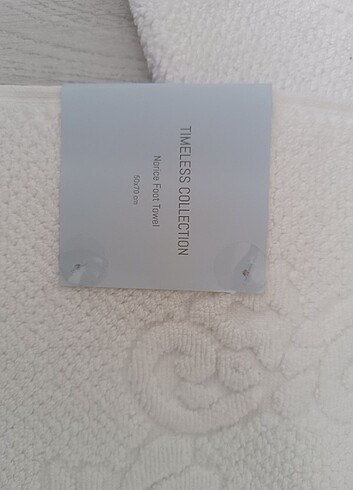 TIMELESS COLLECTION
Norice Foot Towel
50x70 cm